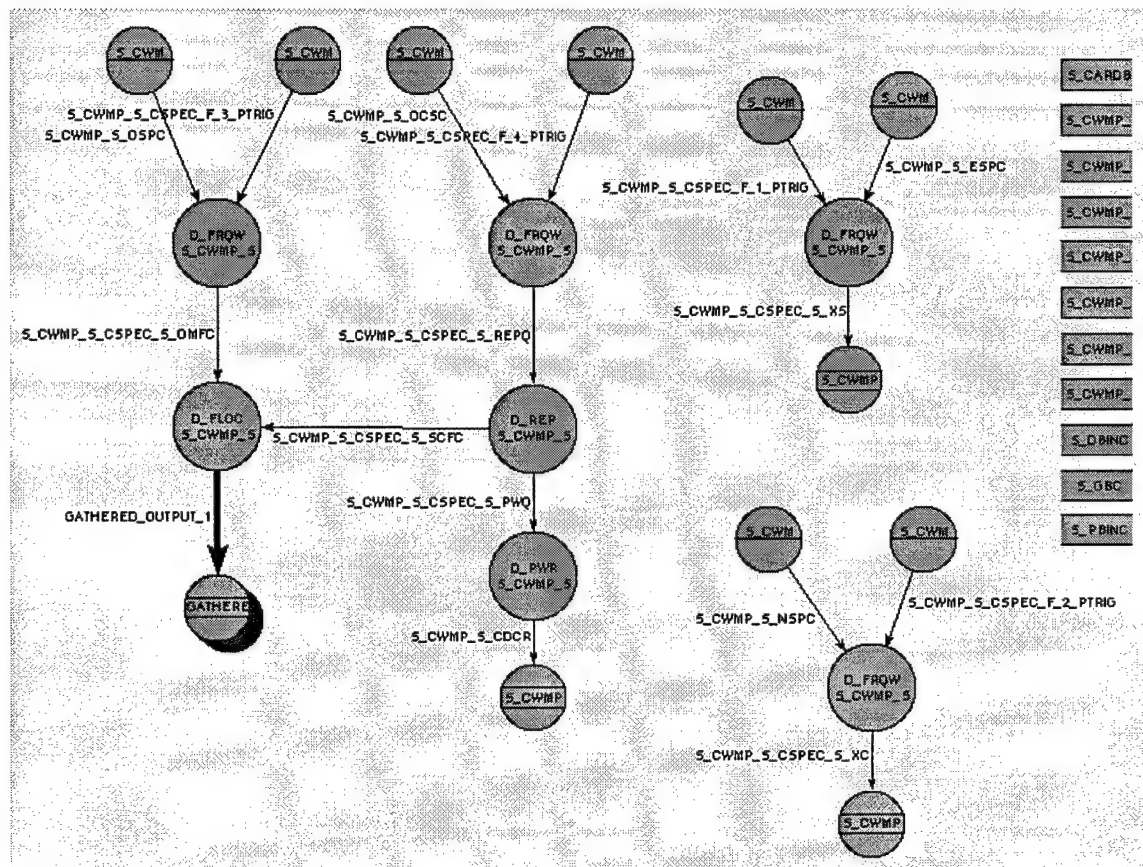 5_CWM
5_CWM
5_CWM
5_CWM
5_CWMP_5_CSPEC_F_3_PTRIG
5_CWMP_5_OSPC
5_CWMP_5_OCSC
5_CWMP_5_CSPEC_F_4_PTRIG
5_CWM
5_CWM
5_CWMP_5_CSPEC_F_1_PTRIG
5_CWMP_5_ESPC
D_FRQW
5_CWMP_5
D_FRQW
5_CWMP_5
D_FRQW
5_CWMP_5
5_CWMP_5_CSPEC_5_OMFC
5_CWMP_5_CSPEC_5_REPQ
5_CWMP_5_CSPEC_5_XS
5_CWMP
D_FLOC
5_CWMP_5
5_CWMP_5_CSPEC_5_SCFC
D_REP
5_CWMP_5
GATHERED_OUTPUT_1
5_CWMP_5_CSPEC_5_PWQ
D_PWR
5_CWMP_5
GATHERE
5_CWMP_5_CDCR
5_CWMP
5_CWM
5_CWM
5_CWMP_5_NSPC
5_CWMP_5_CSPEC_F_2_PTRIG
D_FRQW
5_CWMP_5
5_CWMP_5_CSPEC_5_XC
5_CWMP
5_CARDB
5_CWMP_
5_CWMP_
5_CWMP_
5_CWMP_
5_CWMP_
5_CWMP_
5_CWMP_
5_DBINC
5_GBC
5_PBINC